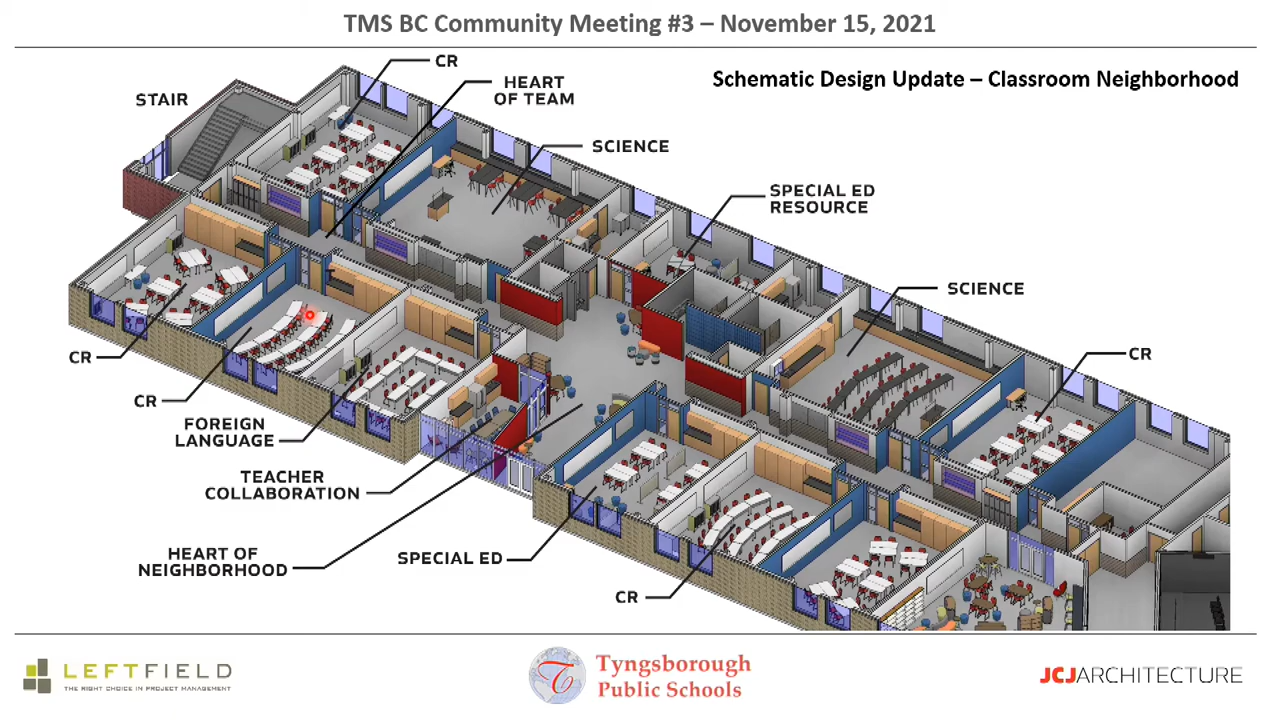 TMS BC Community Meeting #3 – November 15, 2021
Schematic Design Update – Classroom Neighborhood
CR
HEART
OF TEAM
STAIR
SCIENCE
SPECIAL ED
RESOURCE
SCIENCE
CR
CR
CR
FOREIGN
LANGUAGE
TEACHER
COLLABORATION
HEART OF
NEIGHBORHOOD
SPECIAL ED
CR
LEFTFIELD
THE RIGHT CHOICE IN PROJECT MANAGEMENT
Tyngsborough
Public Schools
JCJARCHITECTURE